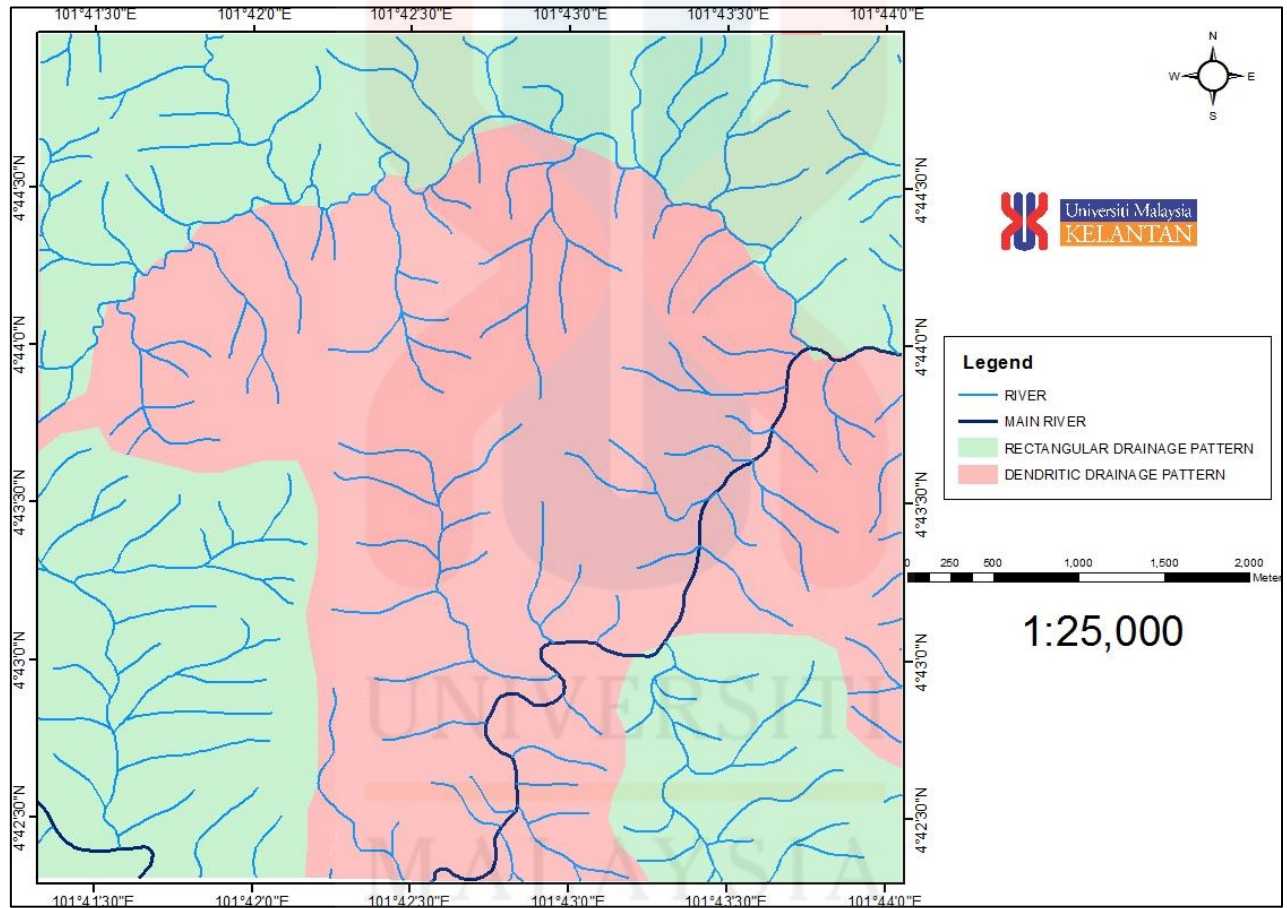 101°41'30"E 101°42'0"E 101°42'30"E 101°43'0"E 101°43'30"E 101°44'0"E
N
W E
S
4°44'30"N 4°44'30"N
Universiti Malaysia
KELANTAN
4°44'0"N 4°44'0"N
Legend
RIVER
MAIN RIVER
RECTANGULAR DRAINAGE PATTERN
DENDRITIC DRAINAGE PATTERN
4°43'30"N 4°43'30"N
0 250 500 1,000 1,500 2,000
Meter
1:25,000
4°43'0"N 4°43'0"N
UNIVERSITI
4°42'30"N 4°42'30"N
MALAYSIA
101°41'30"E 101°42'0"E 101°42'30"E 101°43'0"E 101°43'30"E 101°44'0"E